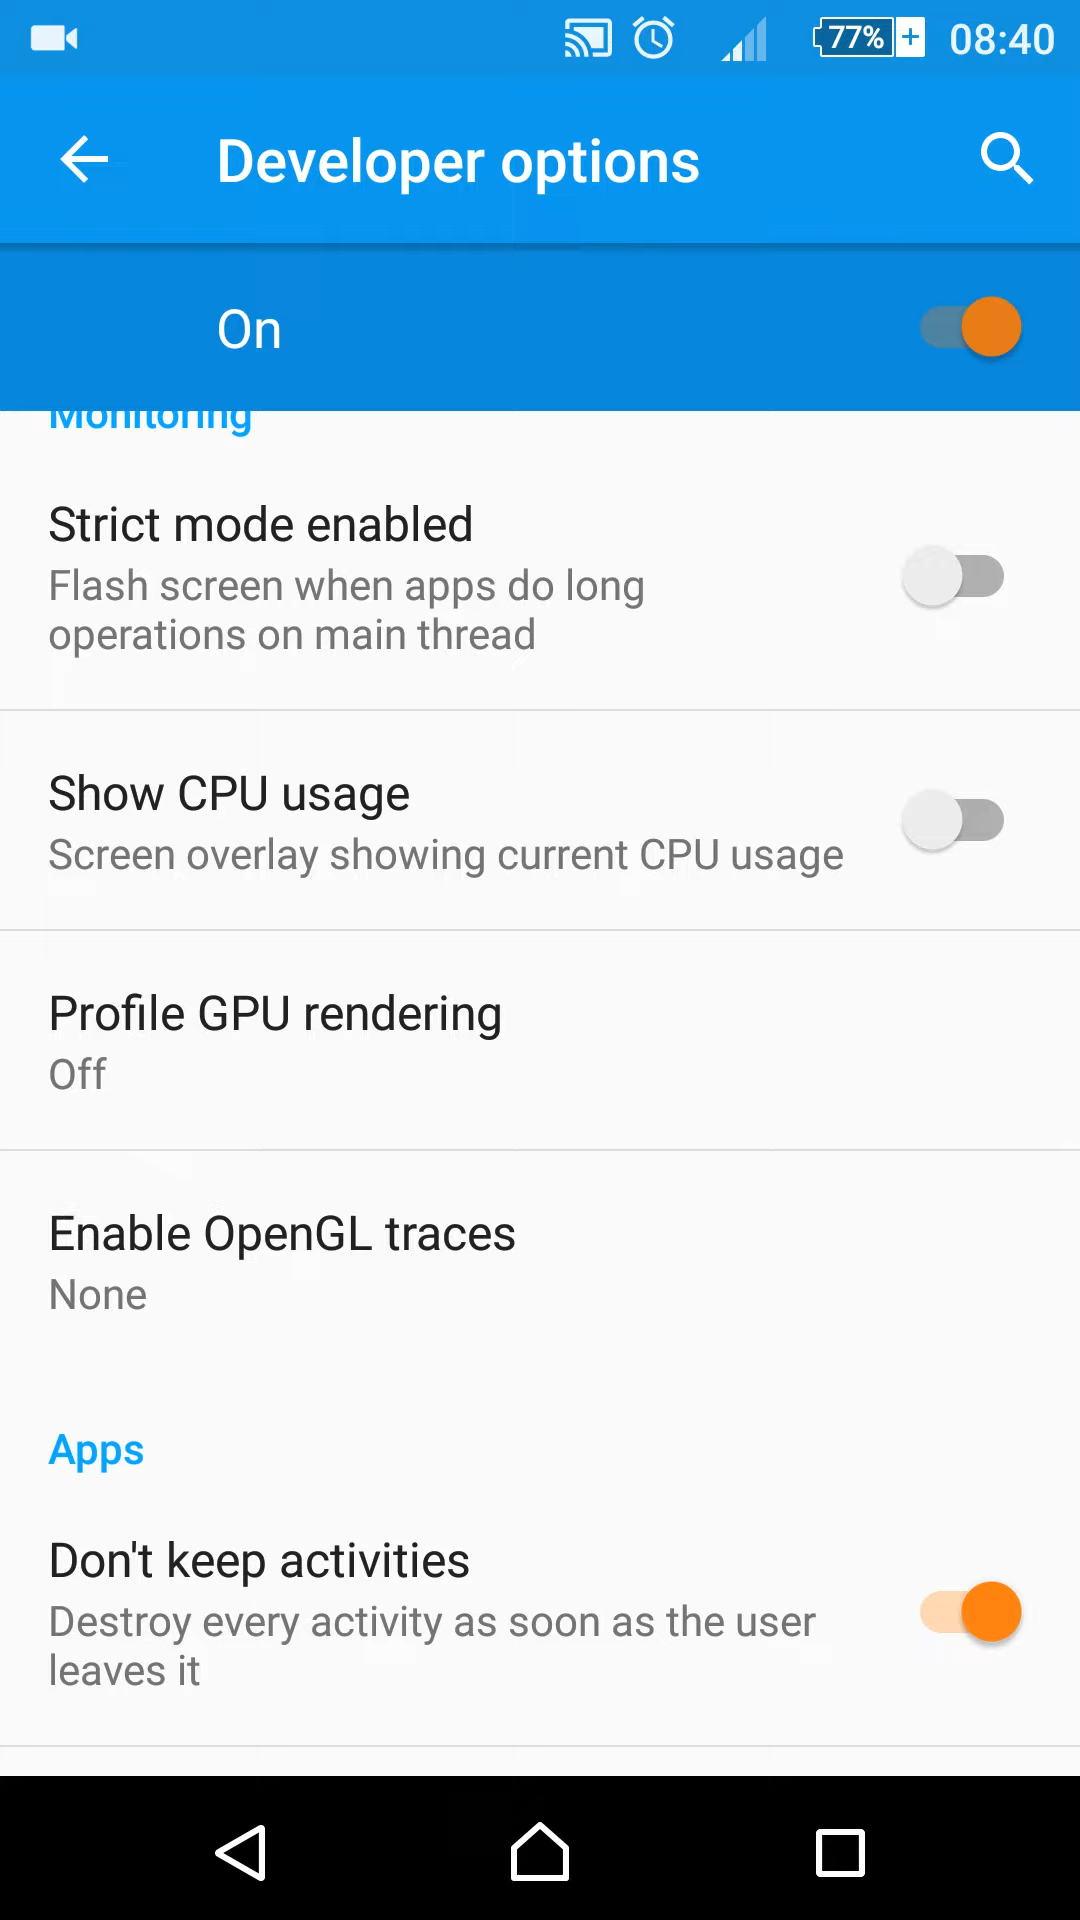 77%
08:40
Developer options
On
Monitoring
Strict mode enabled
Flash screen when apps do long
operations on main thread
Show CPU usage
Screen overlay showing current CPU usage
Profile GPU rendering
Off
Enable OpenGL traces
None
Apps
Don't keep activities
Destroy every activity as soon as the user
leaves it